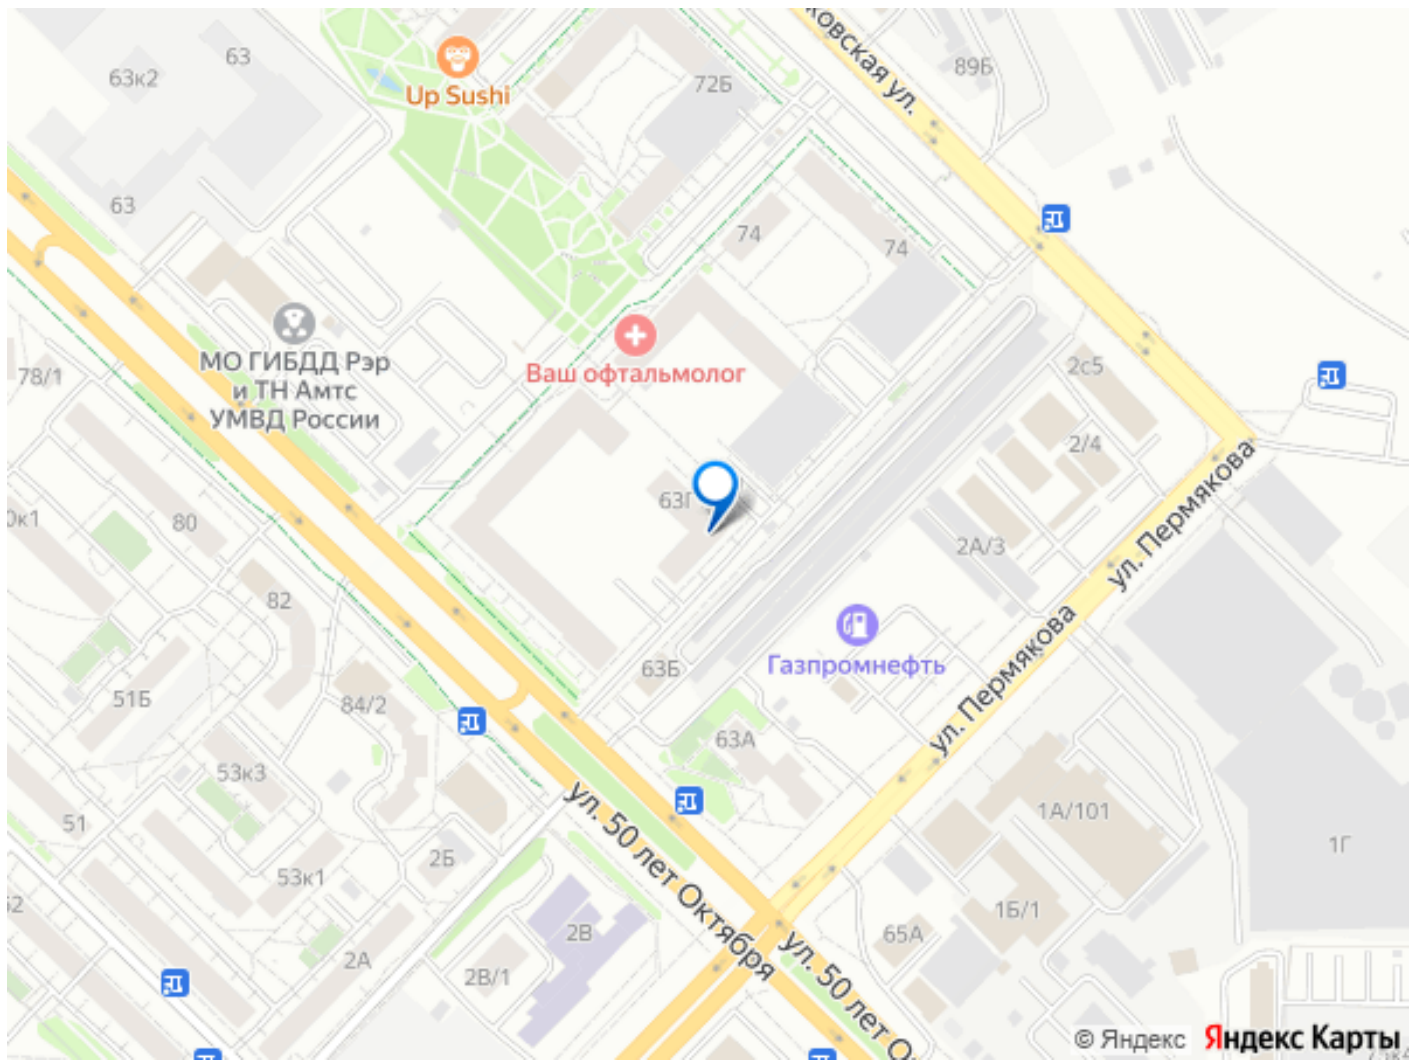 63
63к2
89Б
72Б
Up Sushi
ковская ул.
63
74
74
МО ГИБДД Рэр
и ТН Амтс
УМВД России
Ваш офтальмолог
78/1
2с5
2/4
63Г
80
0к1
2А/3
ул. Пермякова
82
Газпромнефть
63Б
51Б
84/2
ул. Пермякова
63А
53к3
51
1А/101
1Г
2Б
ул. 50 лет Октября
53к1
52
1Б/1
65А
2В
2А
2В/1
ул. 50 лет О
© Яндекс
Яндекс Карты